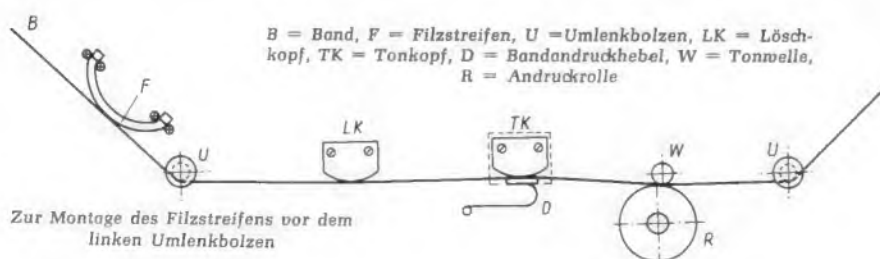 B
B = Band, F = Filzstreifen, U =Umlenkbolzen, LK = Lösch-
kopf, TK = Tonkopf, D = Bandandruckhebel, W = Tonwelle,
R = Andruckrolle
F
U
LK
TK
W
U
D
R
Zur Montage des Filzstreifens vor dem
linken Umlenkbolzen